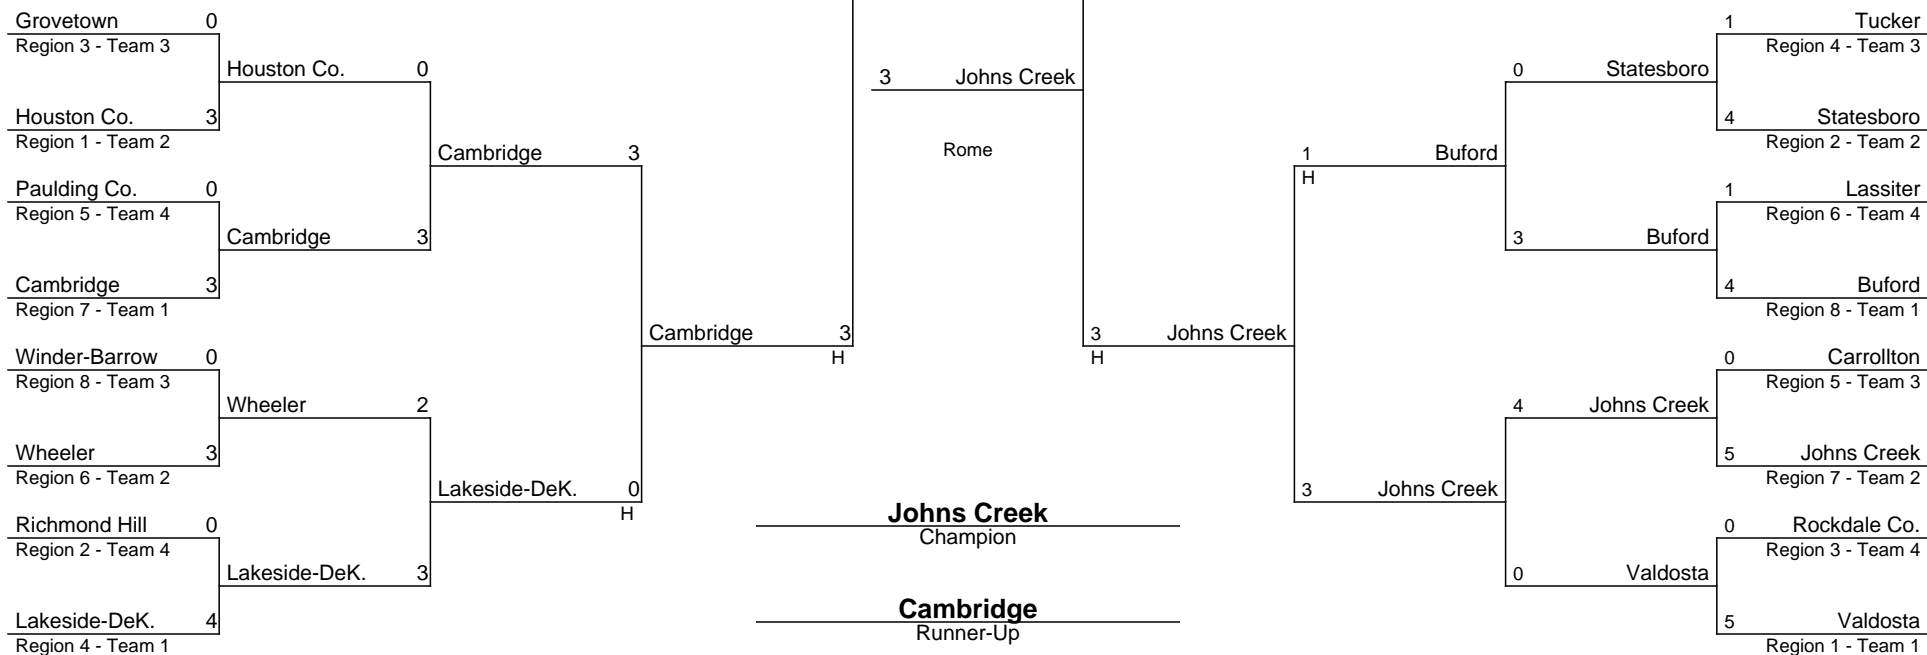 Grovetown 0
Region 3 - Team 3
Houston Co. 0
Houston Co. 3
Region 1 - Team 2
Cambridge 3
Paulding Co. 0
Region 5 - Team 4
Cambridge 3
Cambridge 3
Region 7 - Team 1
Cambridge 3
H
Winder-Barrow 0
Region 8 - Team 3
Wheeler 2
Wheeler 3
Region 6 - Team 2
Lakeside-DeK. 0
H
Richmond Hill 0
Region 2 - Team 4
Lakeside-DeK. 3
Lakeside-DeK. 4
Region 4 - Team 1
3 Johns Creek
Rome
Johns Creek
Champion
Cambridge
Runner-Up
1 Tucker
Region 4 - Team 3
0 Statesboro
4 Statesboro
Region 2 - Team 2
1 Buford
H
1 Lassiter
Region 6 - Team 4
3 Buford
4 Buford
Region 8 - Team 1
3 Johns Creek
H
0 Carrollton
Region 5 - Team 3
4 Johns Creek
5 Johns Creek
Region 7 - Team 2
3 Johns Creek
0 Rockdale Co.
Region 3 - Team 4
0 Valdosta
5 Valdosta
Region 1 - Team 1